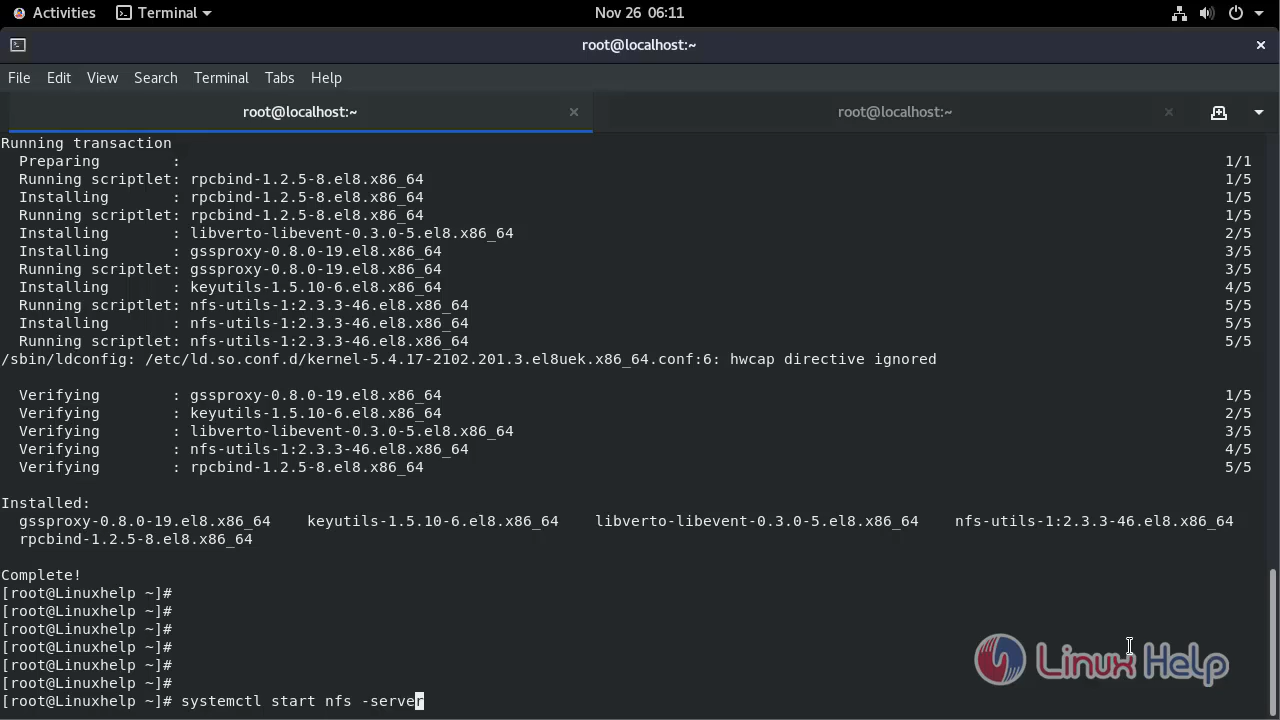 Activities Terminal Nov 26 06:11
root@localhost:~ ×
File Edit View Search Terminal Tabs Help
root@localhost:~ × root@localhost:~ ×
Running transaction
Preparing : 1/1
Running scriptlet: rpcbind-1.2.5-8.el8.x86_64 1/5
Installing : rpcbind-1.2.5-8.el8.x86_64 1/5
Running scriptlet: rpcbind-1.2.5-8.el8.x86_64 1/5
Installing : libverto-libevent-0.3.0-5.el8.x86_64 2/5
Installing : gssproxy-0.8.0-19.el8.x86_64 3/5
Running scriptlet: gssproxy-0.8.0-19.el8.x86_64 3/5
Installing : keyutils-1.5.10-6.el8.x86_64 4/5
Running scriptlet: nfs-utils-1:2.3.3-46.el8.x86_64 5/5
Installing : nfs-utils-1:2.3.3-46.el8.x86_64 5/5
Running scriptlet: nfs-utils-1:2.3.3-46.el8.x86_64 5/5
/sbin/ldconfig: /etc/ld.so.conf.d/kernel-5.4.17-2102.201.3.el8uek.x86_64.conf:6: hwcap directive ignored
Verifying : gssproxy-0.8.0-19.el8.x86_64 1/5
Verifying : keyutils-1.5.10-6.el8.x86_64 2/5
Verifying : libverto-libevent-0.3.0-5.el8.x86_64 3/5
Verifying : nfs-utils-1:2.3.3-46.el8.x86_64 4/5
Verifying : rpcbind-1.2.5-8.el8.x86_64 5/5
Installed:
gssproxy-0.8.0-19.el8.x86_64 keyutils-1.5.10-6.el8.x86_64 libverto-libevent-0.3.0-5.el8.x86_64 nfs-utils-1:2.3.3-46.el8.x86_64
rpcbind-1.2.5-8.el8.x86_64
Complete!
[root@Linuxhelp ~]#
[root@Linuxhelp ~]#
[root@Linuxhelp ~]#
[root@Linuxhelp ~]#
[root@Linuxhelp ~]#
[root@Linuxhelp ~]#
[root@Linuxhelp ~]# systemctl start nfs -server
Linux Help